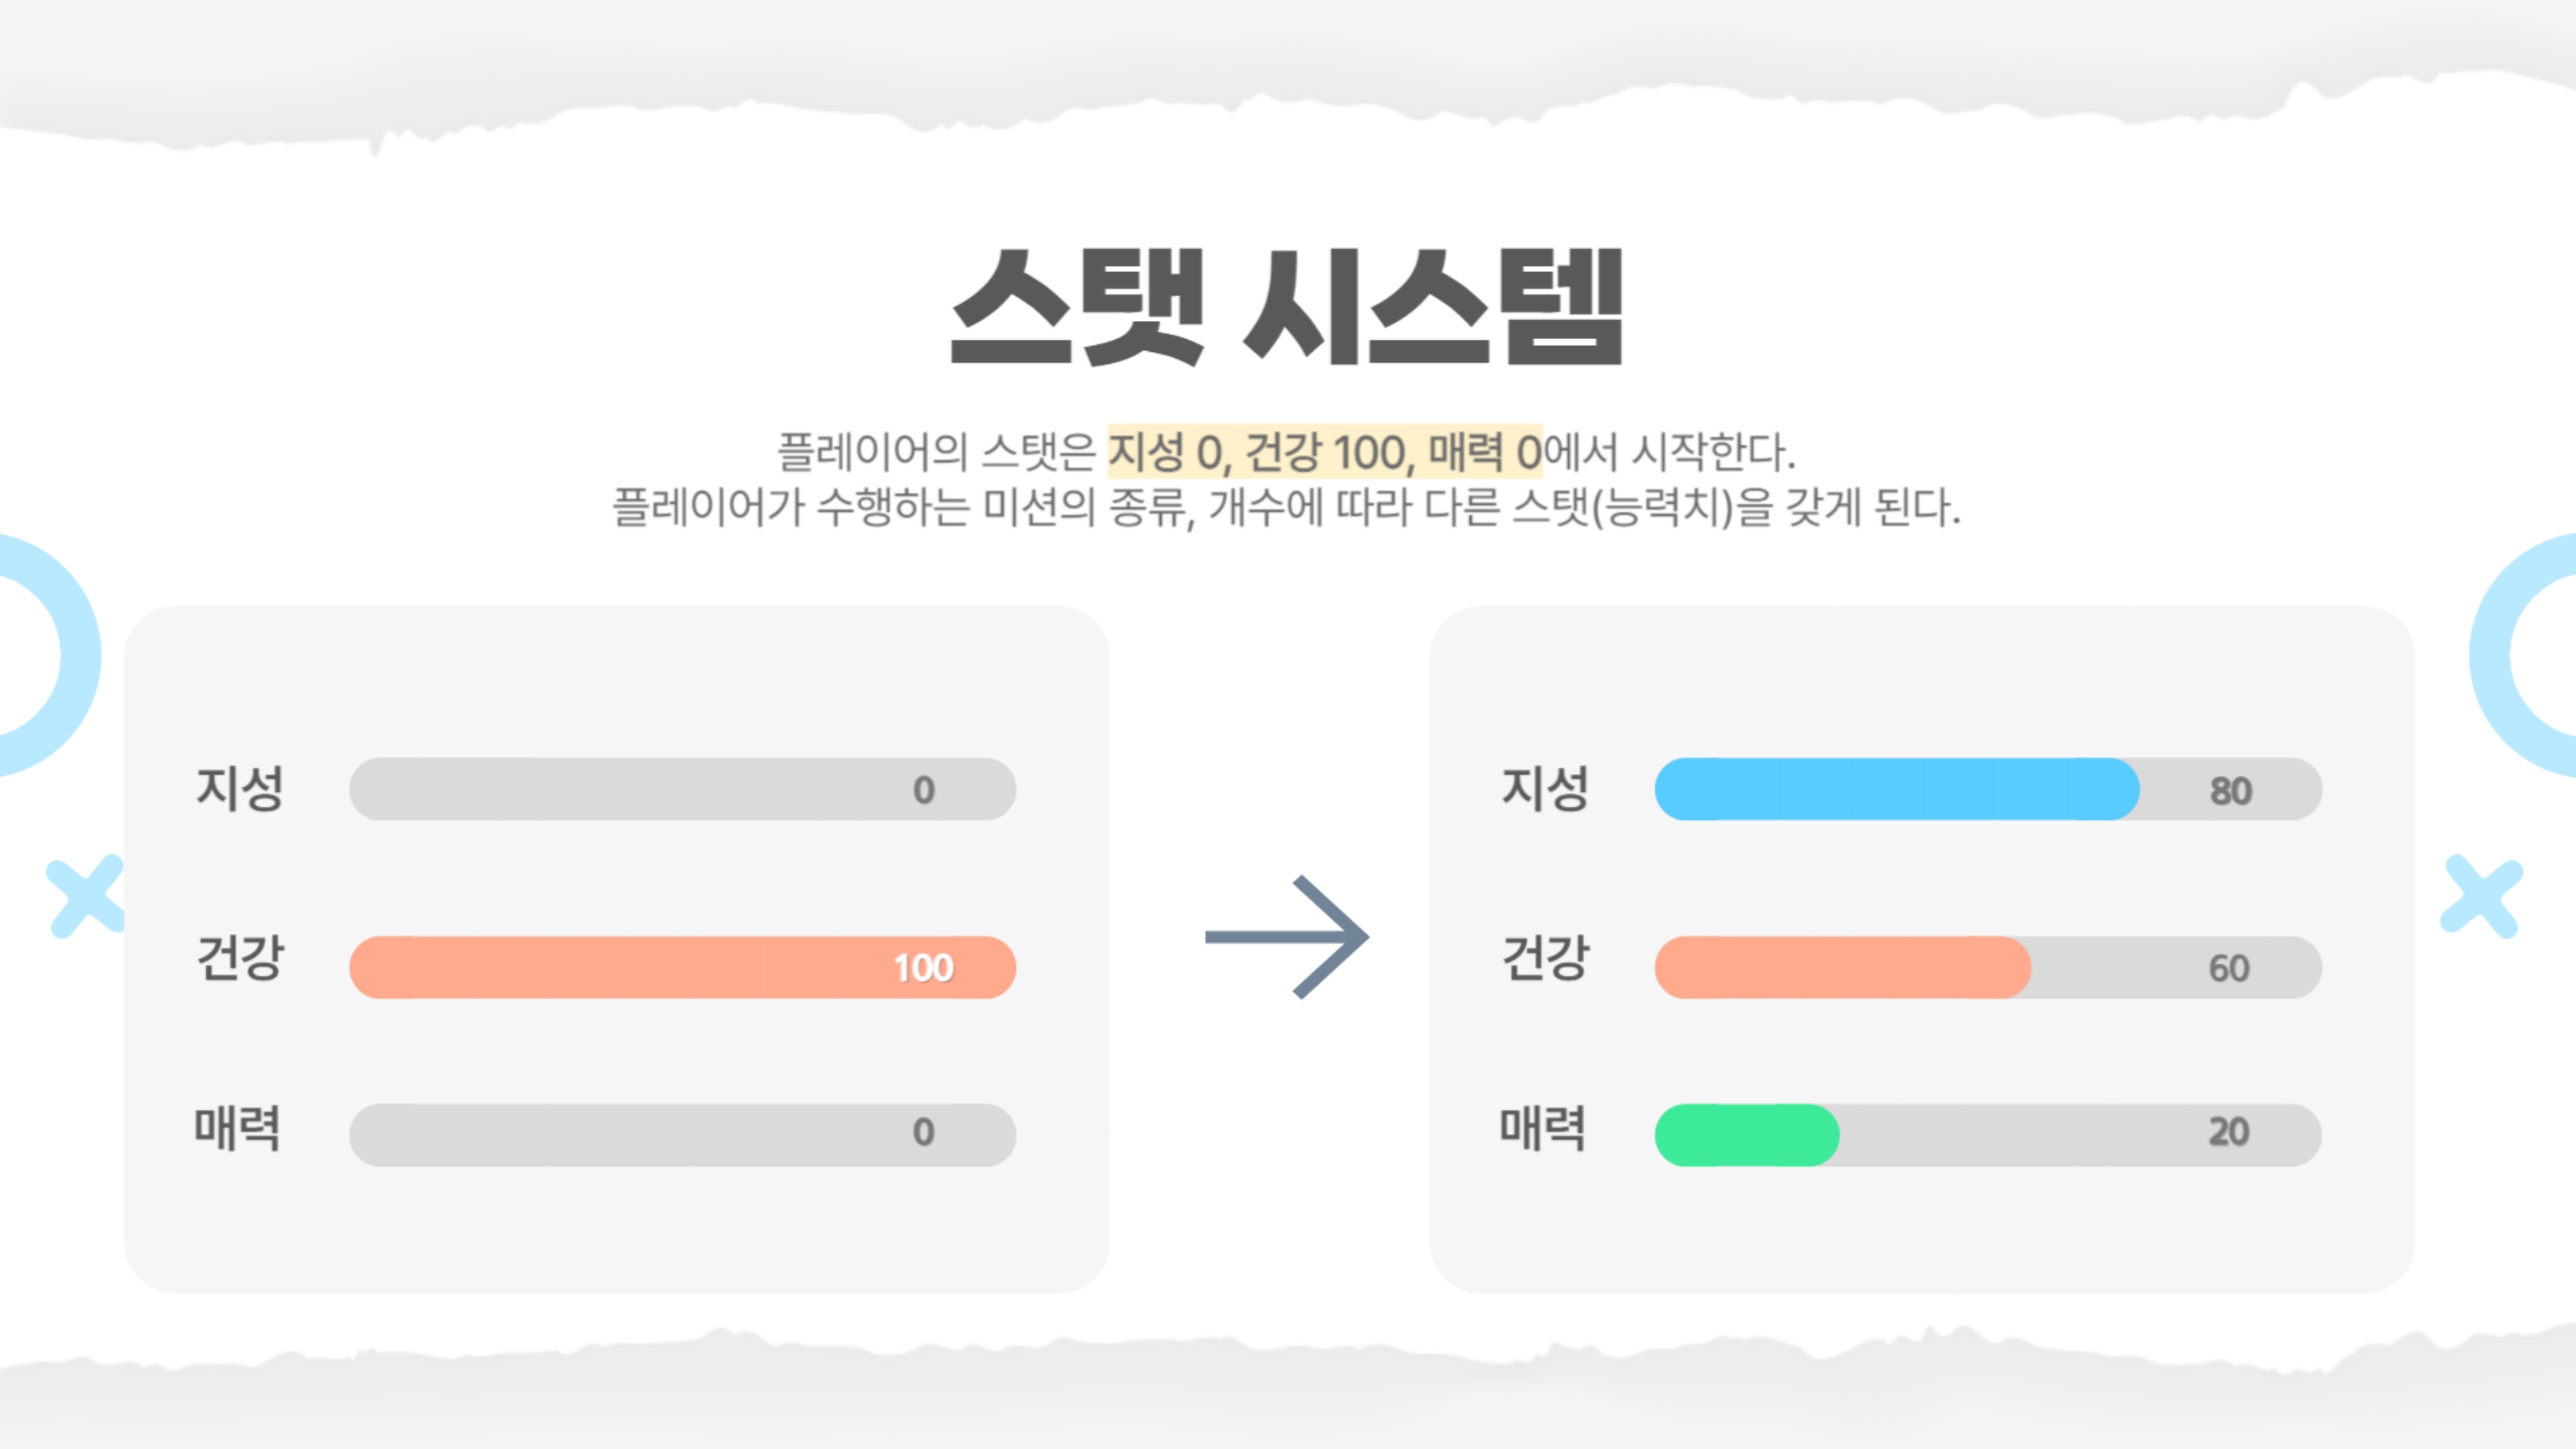 스탯 시스템
플레이어의 스탯은 지성 0, 건강 100, 매력 0에서 시작한다.
플레이어가 수행하는 미션의 종류, 개수에 따라 다른 스탯(능력치)을 갖게 된다.
지성 0
건강 100
매력 0
지성 80
건강 60
매력 20